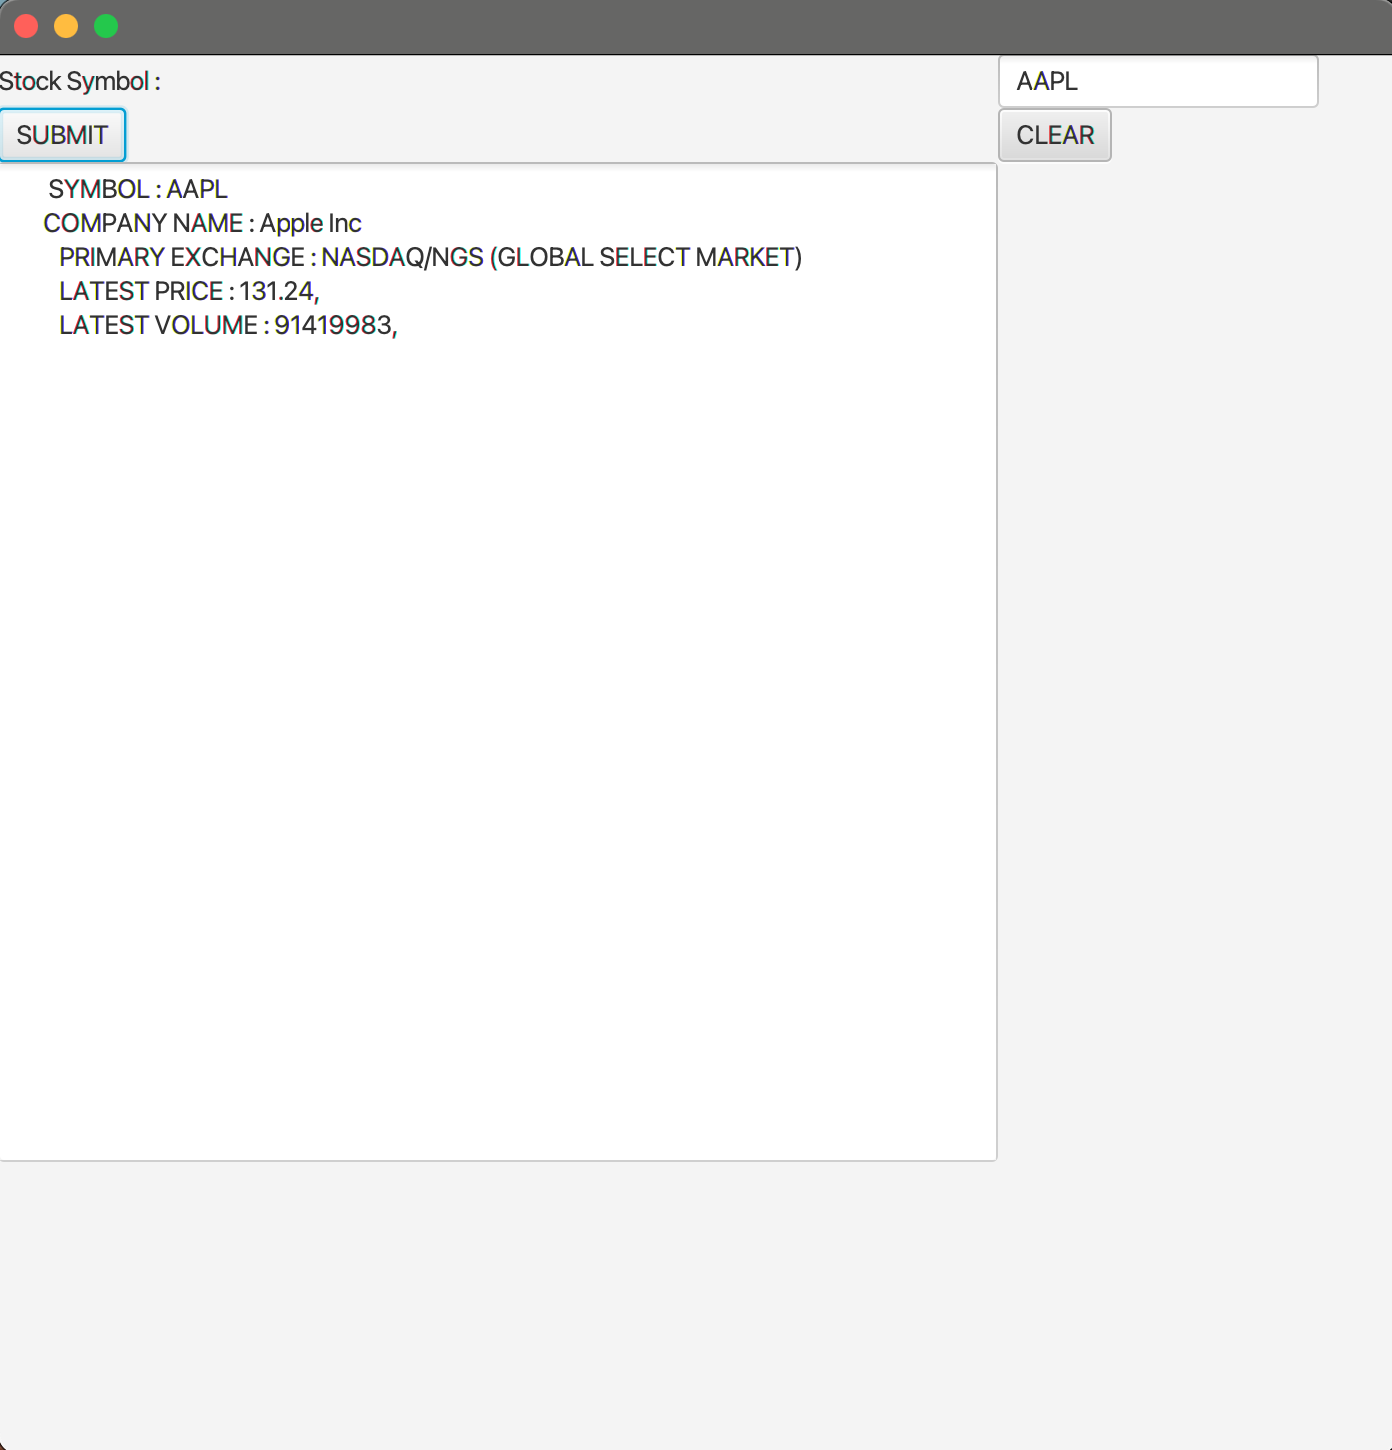 Stock Symbol :
AAPL
SUBMIT
CLEAR
SYMBOL : AAPL
COMPANY NAME : Apple Inc
PRIMARY EXCHANGE : NASDAQ/NGS (GLOBAL SELECT MARKET)
LATEST PRICE : 131.24,
LATEST VOLUME : 91419983,